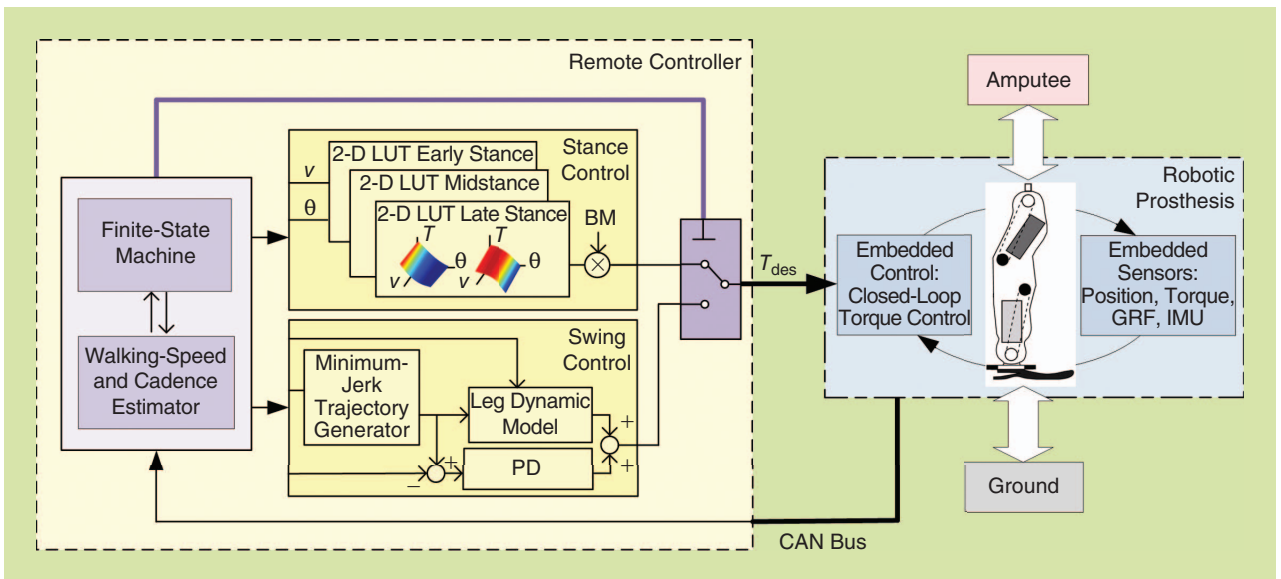 Remote Controller
Finite-State
Machine
Walking-Speed
and Cadence
Estimator
Stance
Control
2-D LUT Early Stance
2-D LUT Midstance
2-D LUT Late Stance
v
θ
T
θ
v
T
θ
v
BM
Swing
Control
Minimum-
Jerk
Trajectory
Generator
Leg Dynamic
Model
PD
+
−
+
+
T des
CAN Bus
Amputee
Robotic
Prosthesis
Embedded
Control:
Closed-Loop
Torque Control
Embedded
Sensors:
Position, Torque,
GRF, IMU
Ground